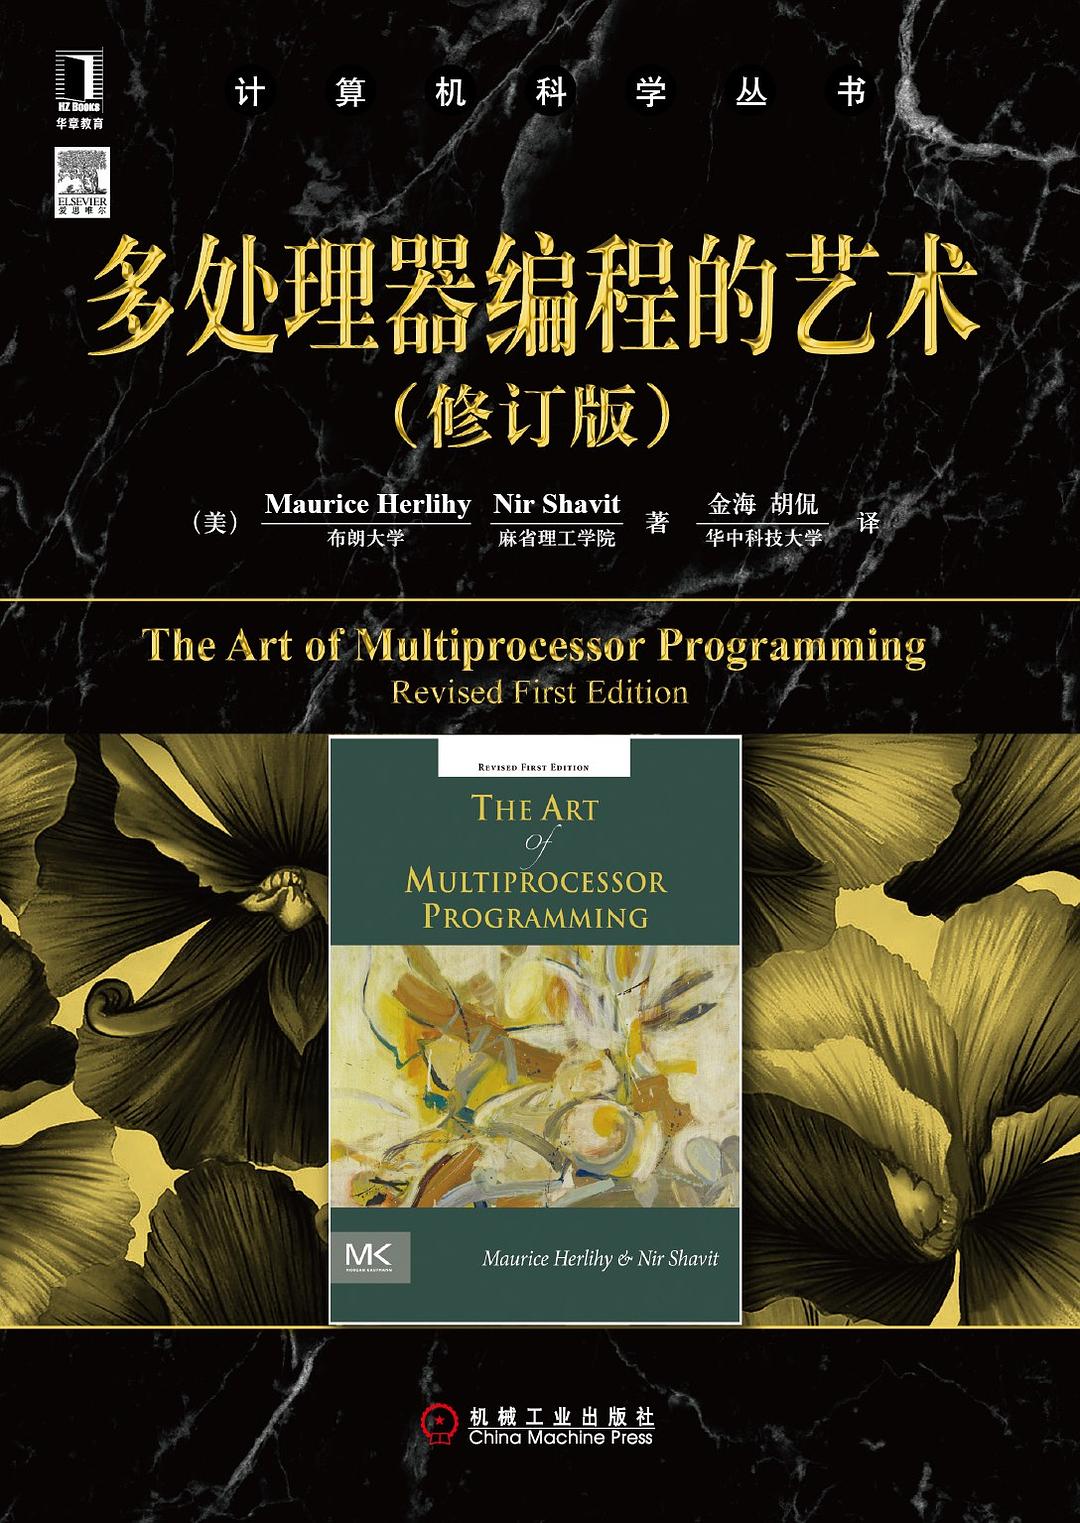 计算机科学丛书
HZ Books
华章教育
ELSEVIER
爱思唯尔
多处理器编程的艺术
（修订版）
（美） Maurice Herlihy Nir Shavit 著 金海 胡侃 译
布朗大学 麻省理工学院 华中科技大学
The Art of Multiprocessor Programming
Revised First Edition
REVISED FIRST EDITION
THE ART
of
MULTIPROCESSOR
PROGRAMMING
MK
MORGAN KAUFMANN
Maurice Herlihy & Nir Shavit
机械工业出版社
China Machine Press